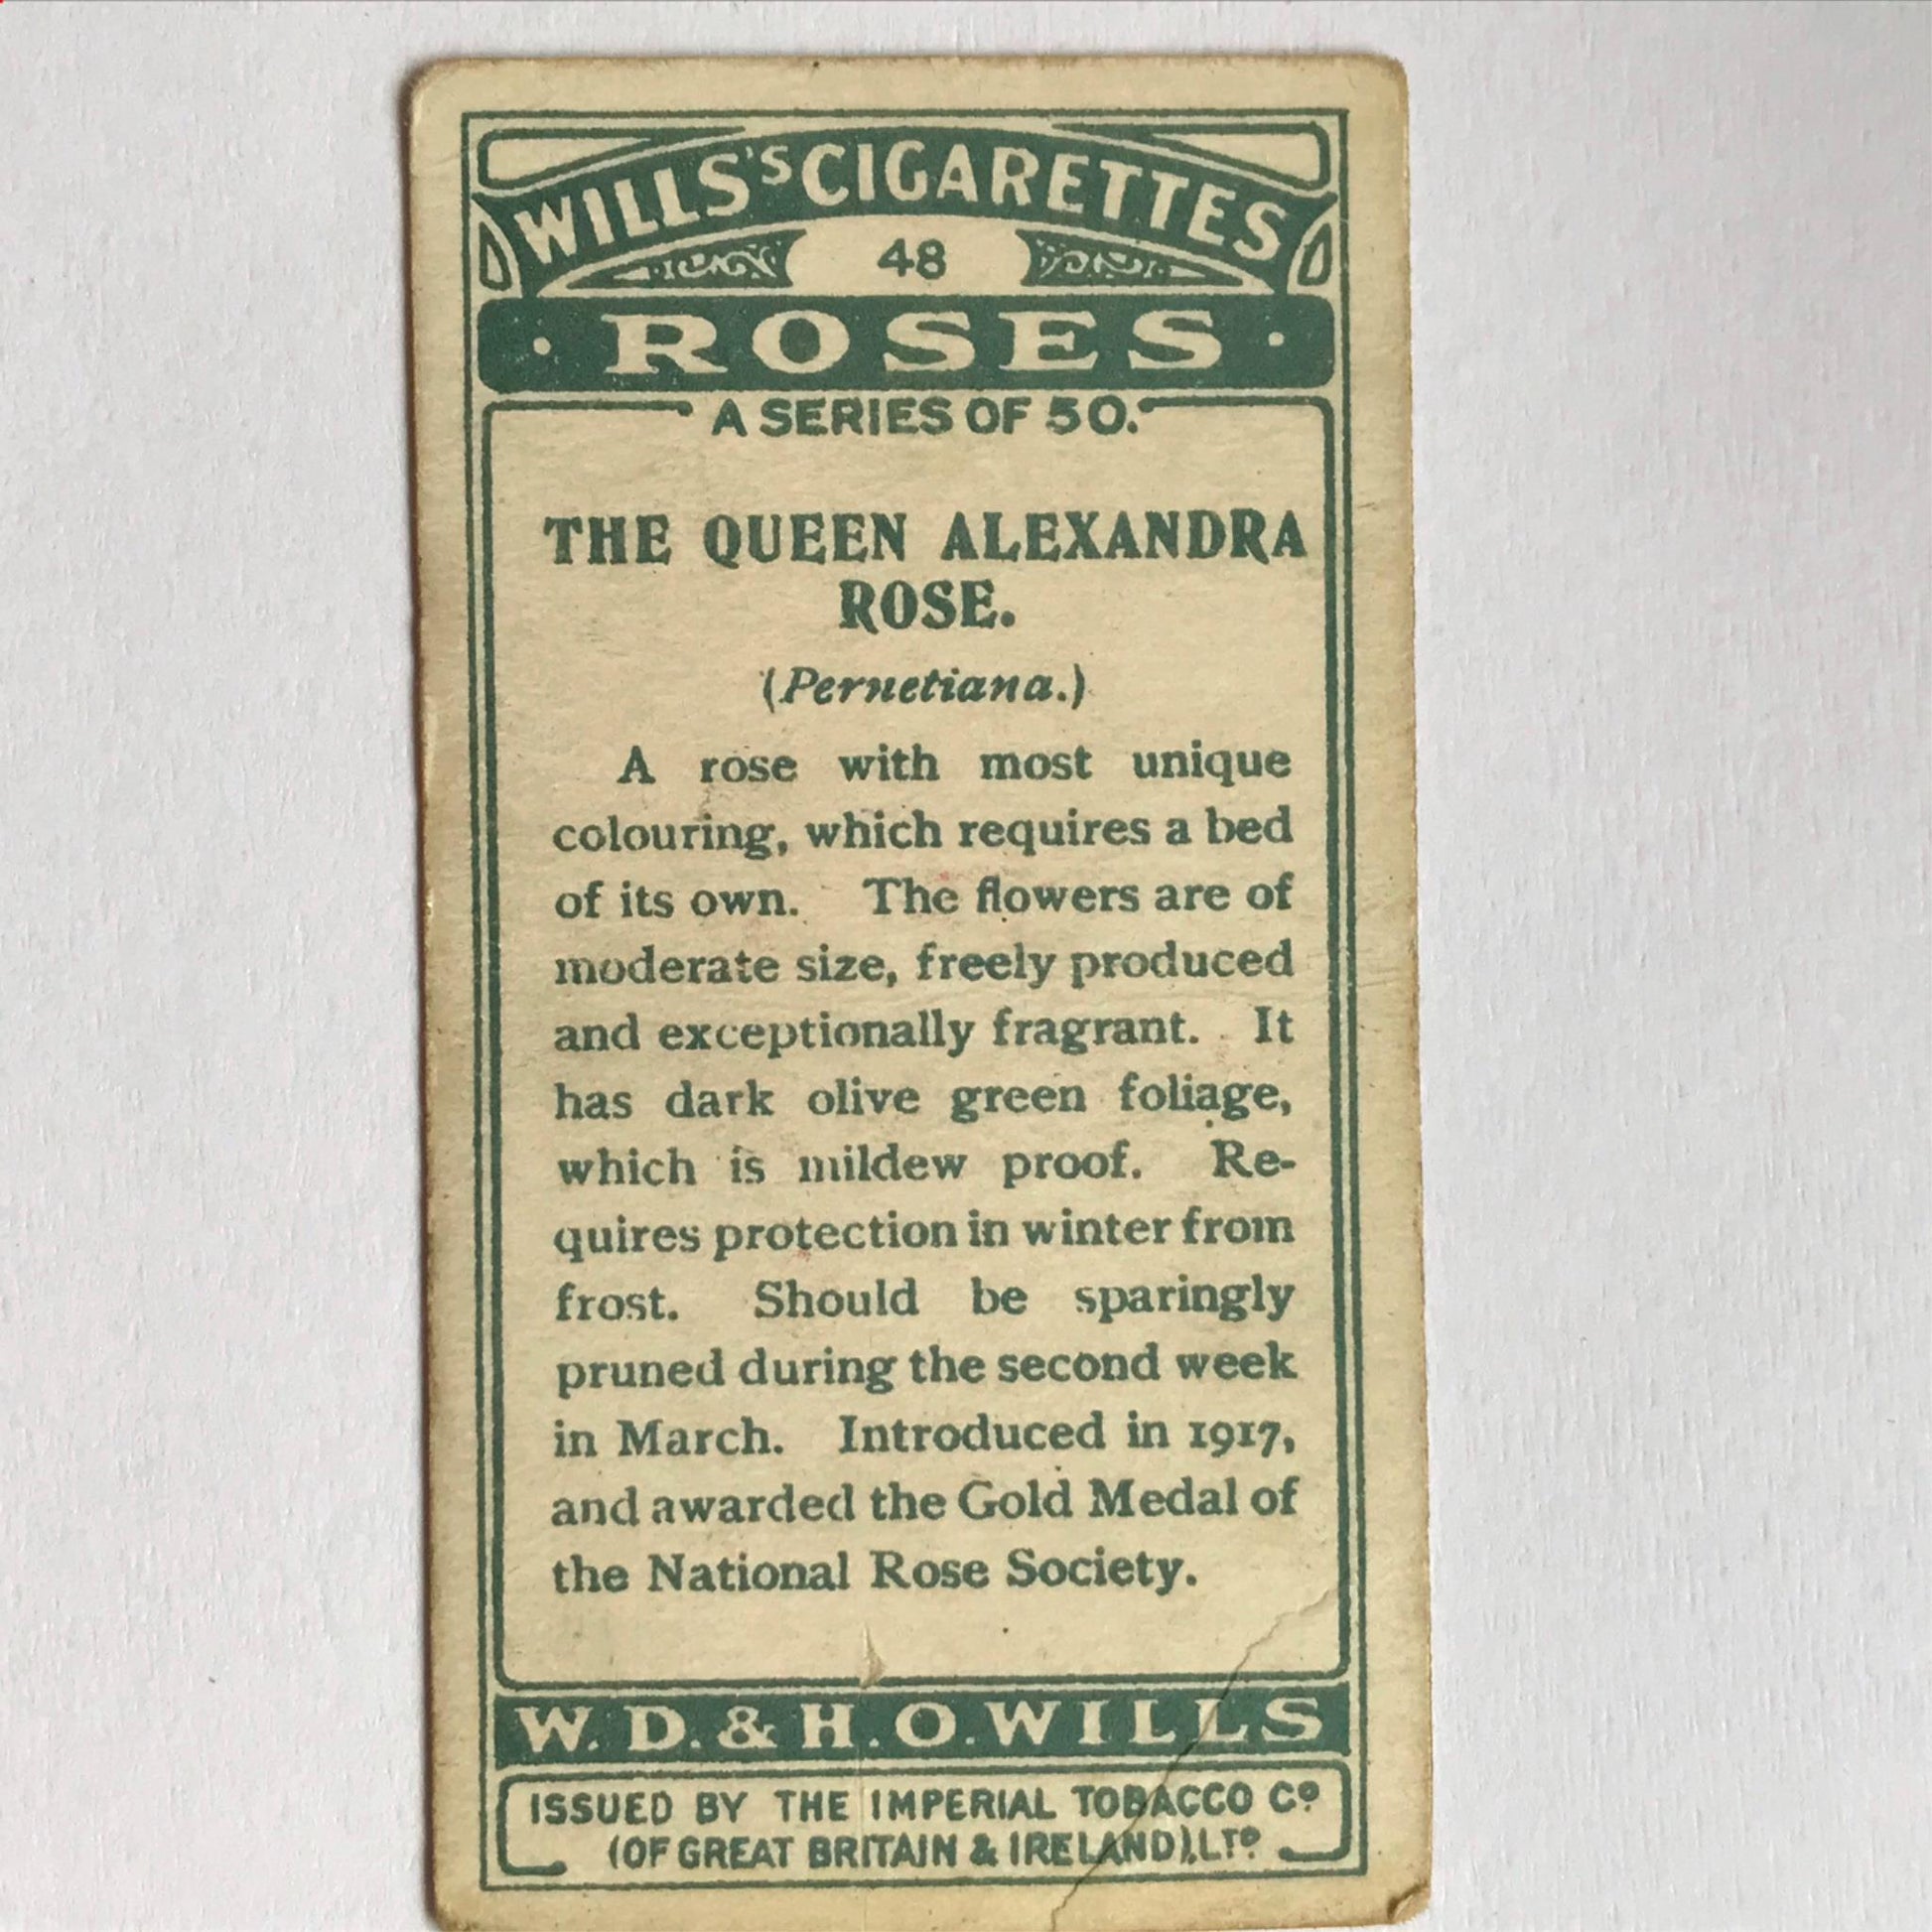 WILLS'S CIGARETTES
48
· ROSES ·
A SERIES OF 50.
THE QUEEN ALEXANDRA
ROSE.
(Pernetiana.)
A rose with most unique
colouring, which requires a bed
of its own. The flowers are of
moderate size, freely produced
and exceptionally fragrant. It
has dark olive green foliage,
which is mildew proof. Re-
quires protection in winter from
frost. Should be sparingly
pruned during the second week
in March. Introduced in 1917,
and awarded the Gold Medal of
the National Rose Society.
W. D. & H. O. WILLS
ISSUED BY THE IMPERIAL TOBACCO Cº
(OF GREAT BRITAIN & IRELAND), LTD.